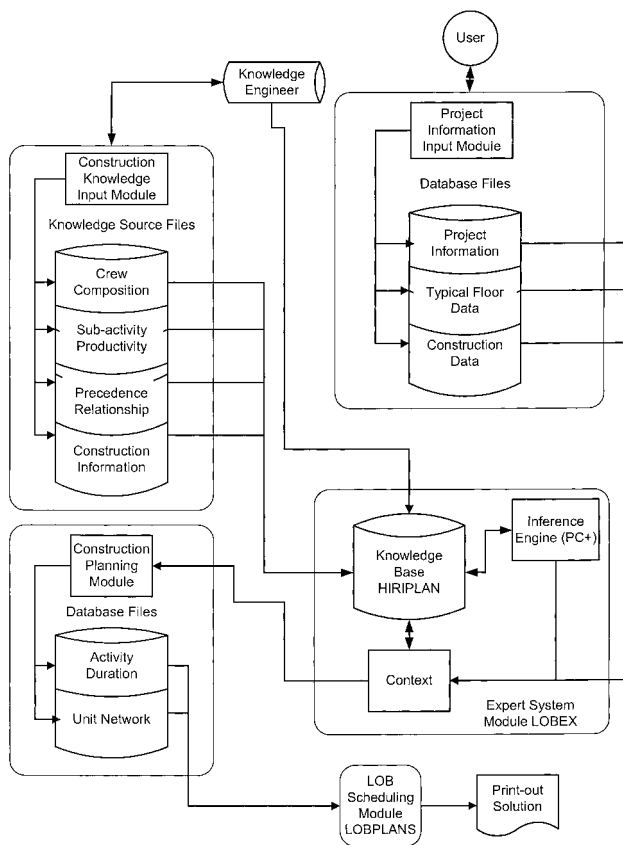 User
Knowledge
Engineer
Project
Information
Input Module
Database Files
Project
Information
Typical Floor
Data
Construction
Data
Construction
Knowledge
Input Module
Knowledge Source Files
Crew
Composition
Sub-activity
Productivity
Precedence
Relationship
Construction
Information
Knowledge
Base
HIRIPLAN
Inference
Engine (PC+)
Context
Expert System
Module LOBEX
Construction
Planning
Module
Database Files
Activity
Duration
Unit Network
LOB
Scheduling
Module
LOBPLANS
Print-out
Solution